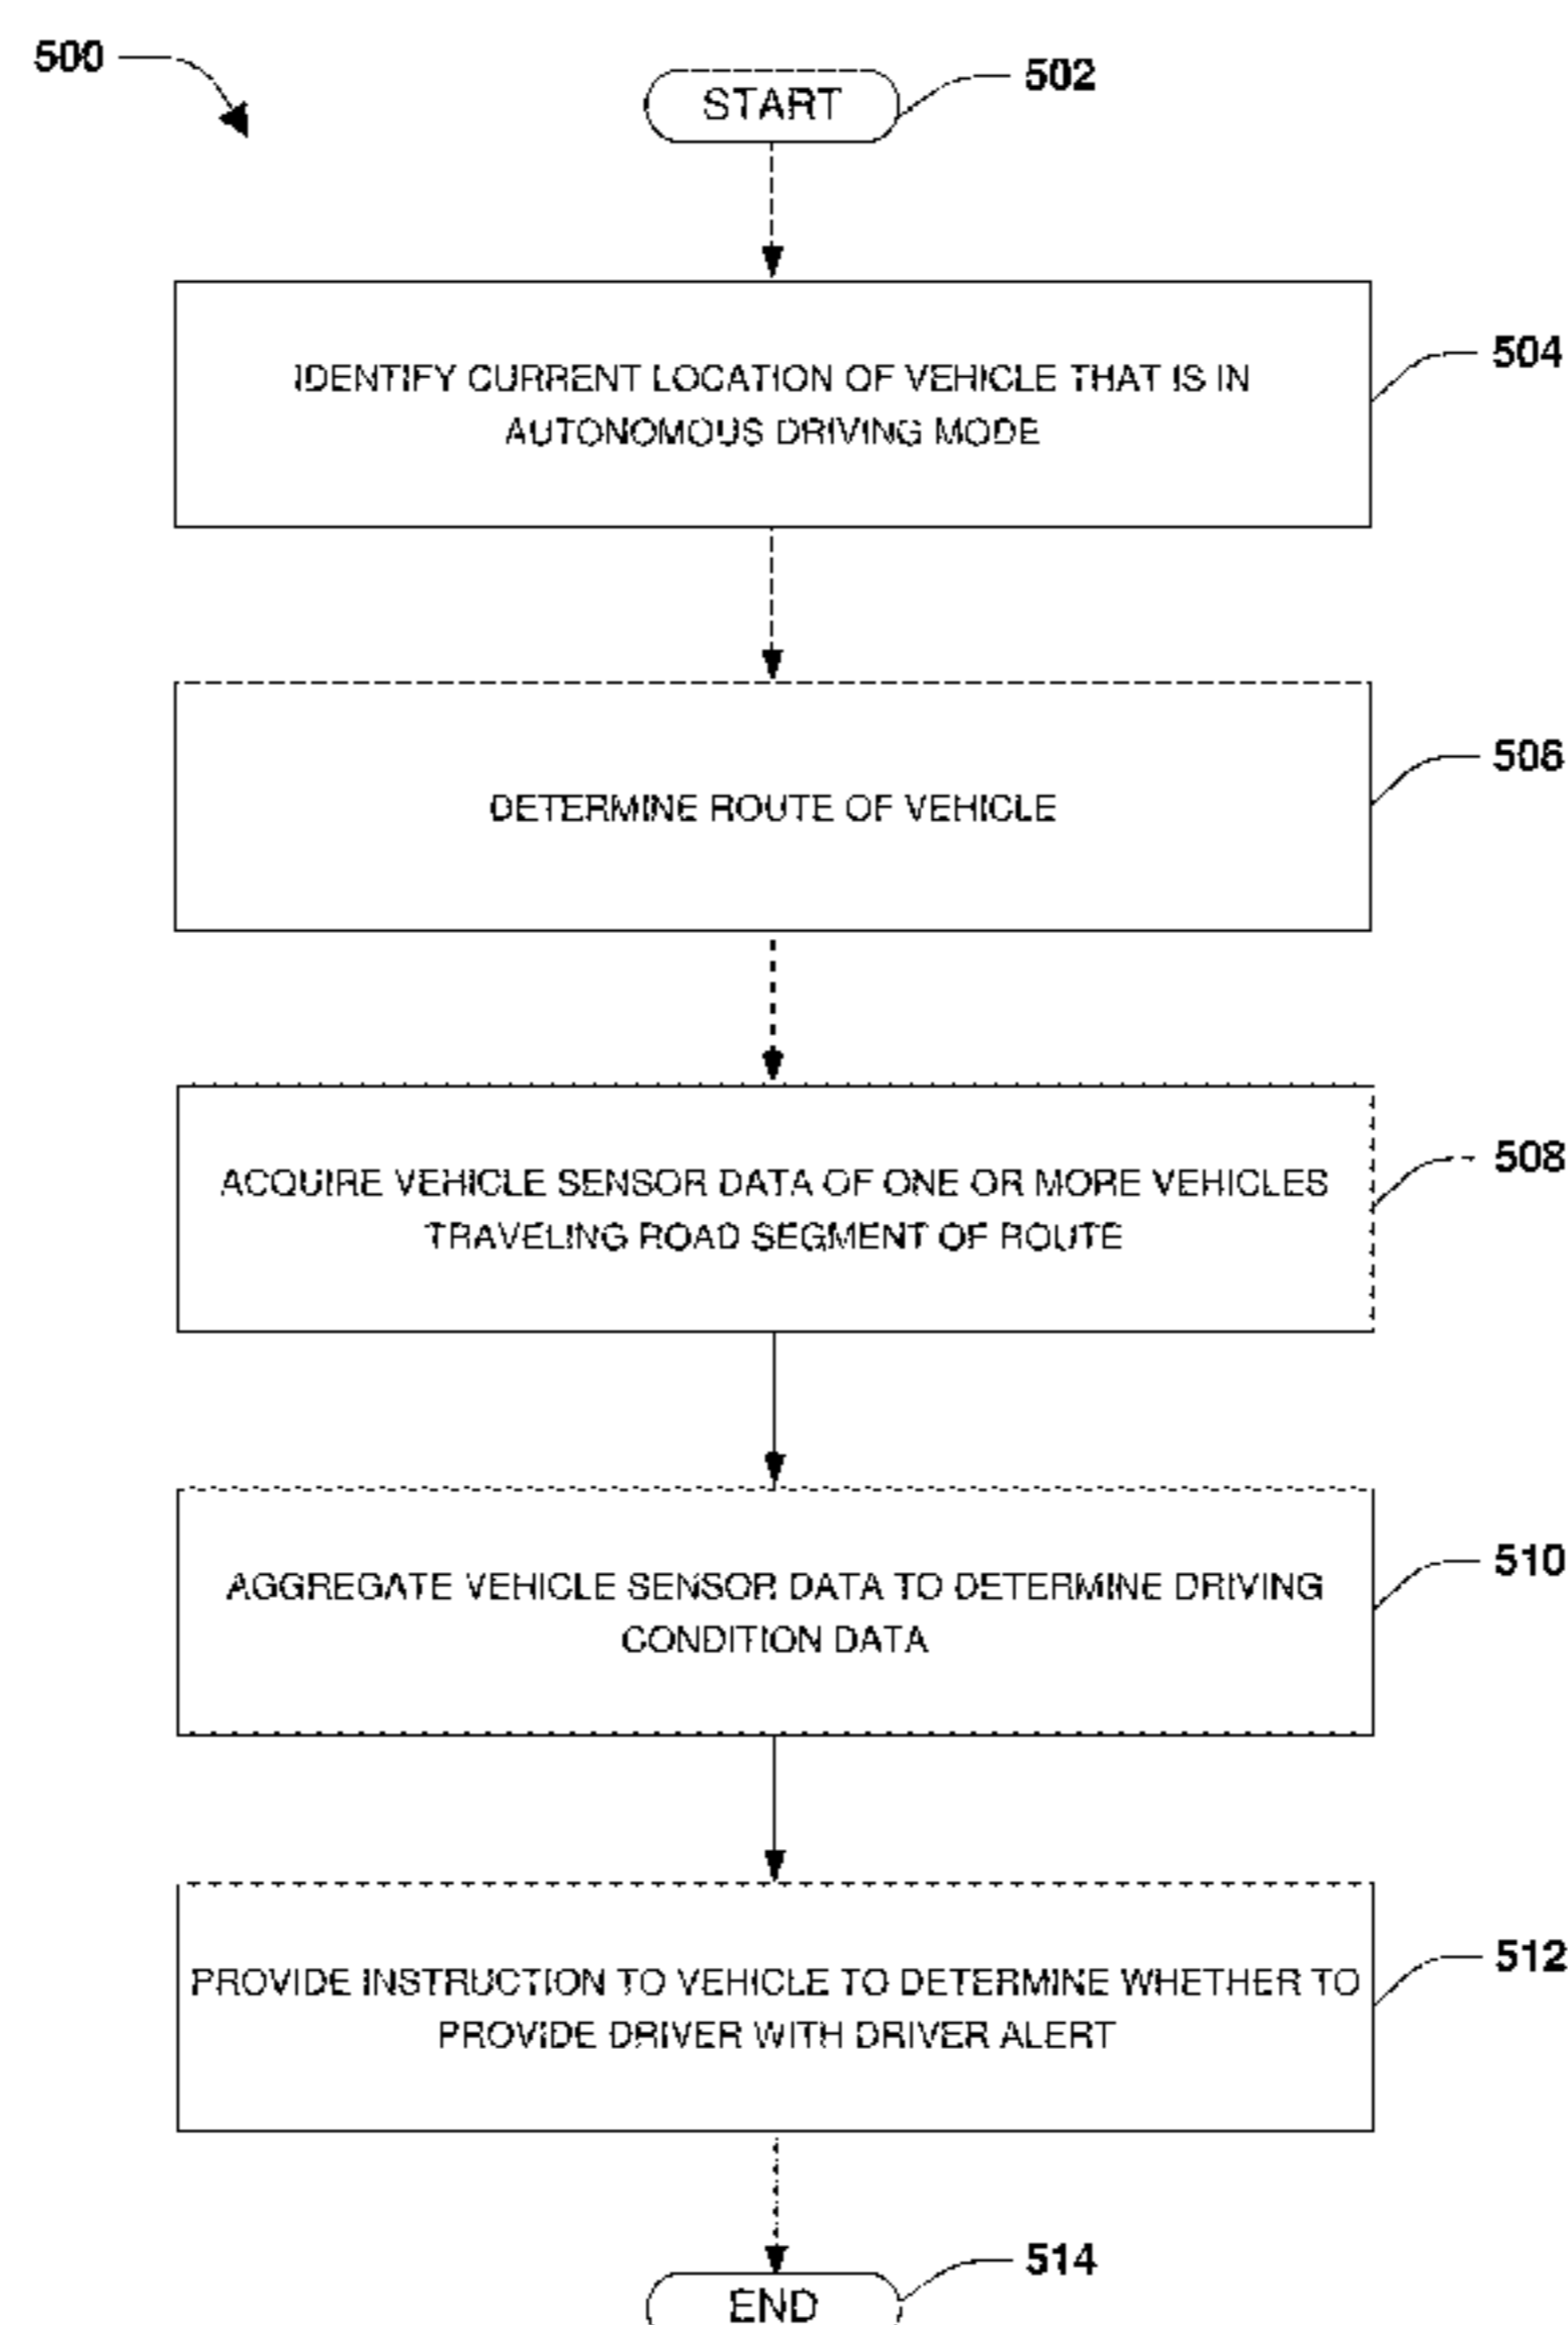 500
START
502
IDENTIFY CURRENT LOCATION OF VEHICLE THAT IS IN
AUTONOMOUS DRIVING MODE
504
DETERMINE ROUTE OF VEHICLE
506
ACQUIRE VEHICLE SENSOR DATA OF ONE OR MORE VEHICLES
TRAVELING ROAD SEGMENT OF ROUTE
508
AGGREGATE VEHICLE SENSOR DATA TO DETERMINE DRIVING
CONDITION DATA
510
PROVIDE INSTRUCTION TO VEHICLE TO DETERMINE WHETHER TO
PROVIDE DRIVER WITH DRIVER ALERT
512
END
514